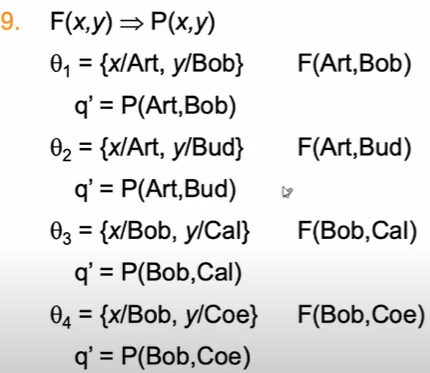 9. F(x,y) ⇒ P(x,y)
θ₁ = {x/Art, y/Bob} F(Art,Bob)
q' = P(Art,Bob)
θ₂ = {x/Art, y/Bud} F(Art,Bud)
q' = P(Art,Bud)
θ₃ = {x/Bob, y/Cal} F(Bob,Cal)
q' = P(Bob,Cal)
θ₄ = {x/Bob, y/Coe} F(Bob,Coe)
q' = P(Bob,Coe)